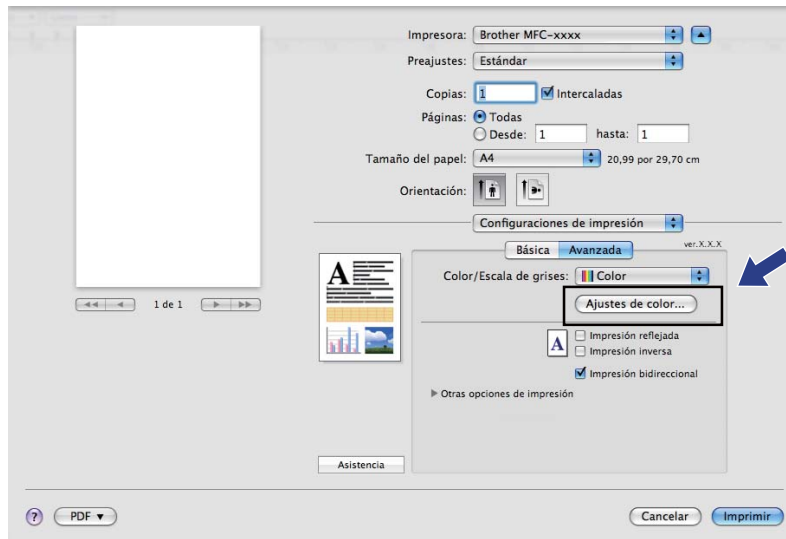 Impresora: Brother MFC-xxxx
Preajustes: Estándar
Copias: 1 Intercaladas
Páginas: Todas
Desde: 1 hasta: 1
Tamaño del papel: A4 20,99 por 29,70 cm
Orientación:
Configuraciones de impresión
Básica Avanzada ver.X.X.X
Color/Escala de grises: Color
Ajustes de color...
A
1 de 1
A Impresión reflejada
Impresión inversa
Impresión bidireccional
Otras opciones de impresión
Asistencia
? PDF Cancelar Imprimir